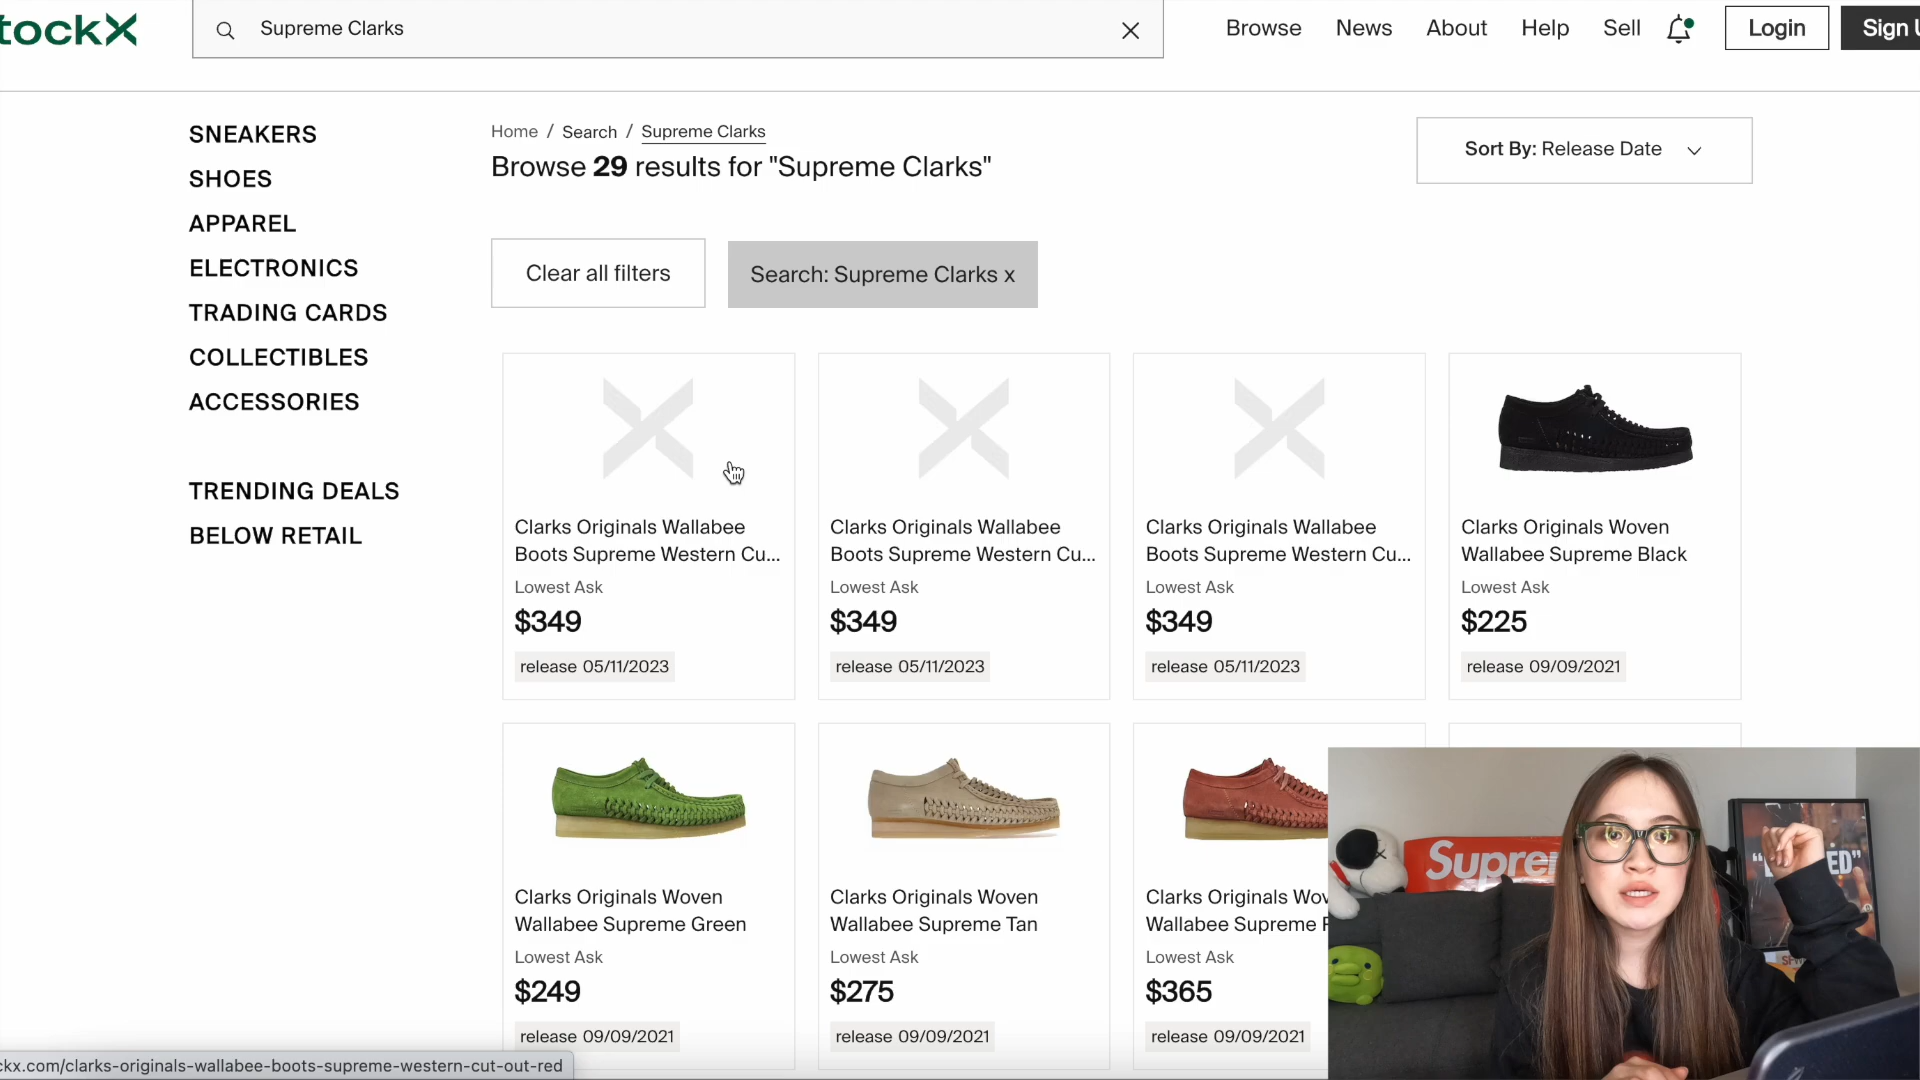 tockX
Supreme Clarks
Browse
News
About
Help
Sell
Login
Sign U
SNEAKERS
SHOES
APPAREL
ELECTRONICS
TRADING CARDS
COLLECTIBLES
ACCESSORIES
TRENDING DEALS
BELOW RETAIL
Home / Search / Supreme Clarks
Browse 29 results for "Supreme Clarks"
Sort By: Release Date
Clear all filters
Search: Supreme Clarks x
Clarks Originals Wallabee
Boots Supreme Western Cu...
Lowest Ask
$349
release 05/11/2023
Clarks Originals Wallabee
Boots Supreme Western Cu...
Lowest Ask
$349
release 05/11/2023
Clarks Originals Wallabee
Boots Supreme Western Cu...
Lowest Ask
$349
release 05/11/2023
Clarks Originals Woven
Wallabee Supreme Black
Lowest Ask
$225
release 09/09/2021
Clarks Originals Woven
Wallabee Supreme Green
Lowest Ask
$249
release 09/09/2021
Clarks Originals Woven
Wallabee Supreme Tan
Lowest Ask
$275
release 09/09/2021
Clarks Originals Wov
Wallabee Supreme
Lowest Ask
$365
release 09/09/2021
Suprem
ckx.com/clarks-originals-wallabee-boots-supreme-western-cut-out-red